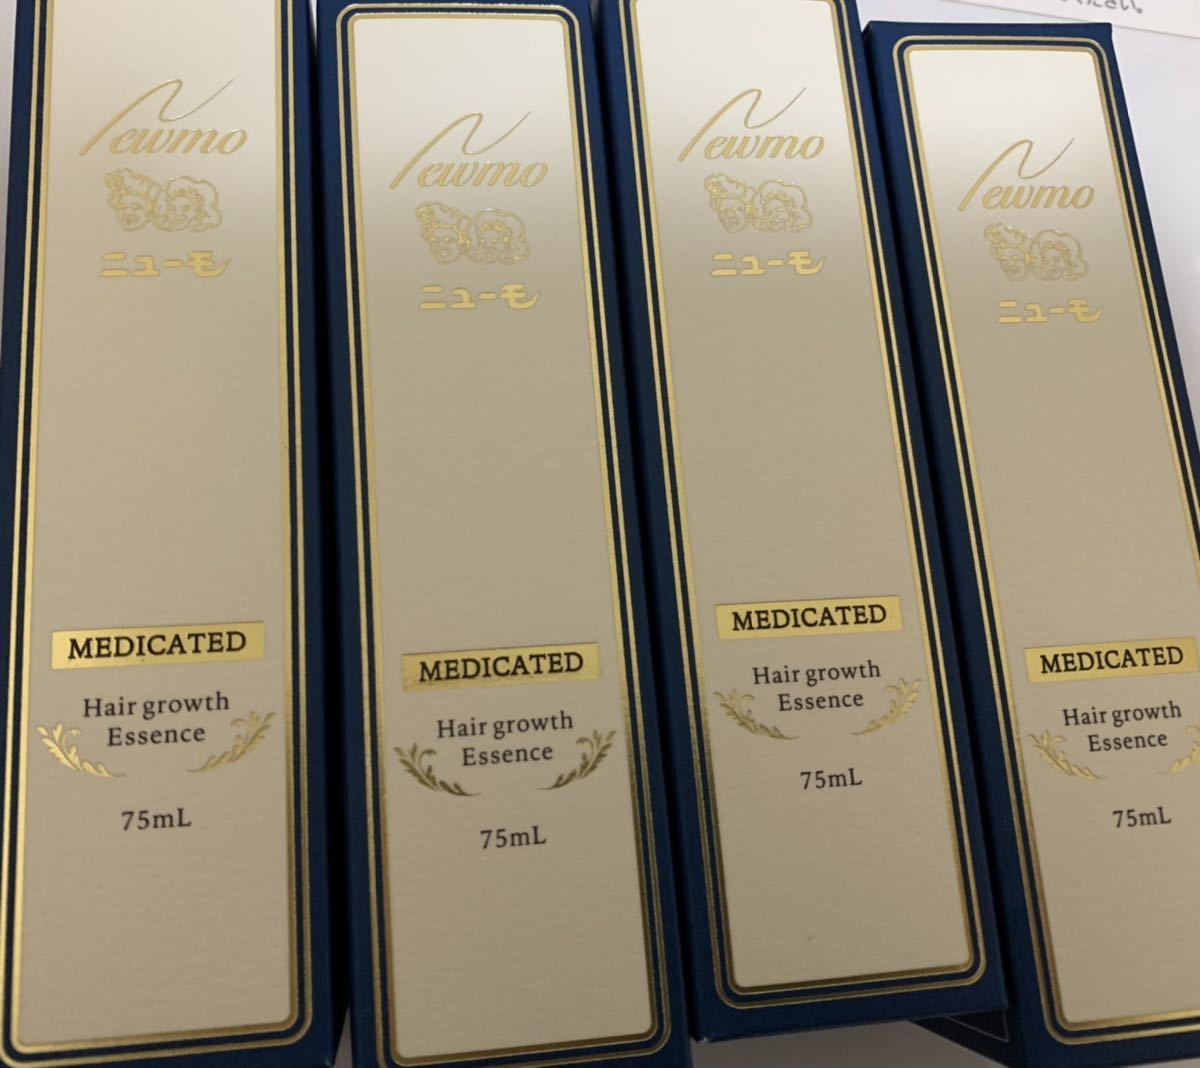 Newmo
ニューモ
MEDICATED
Hair growth
Essence
75mL
Newmo
ニューモ
MEDICATED
Hair growth
Essence
75mL
Newmo
ニューモ
MEDICATED
Hair growth
Essence
75mL
Newmo
ニューモ
MEDICATED
Hair growth
Essence
75mL